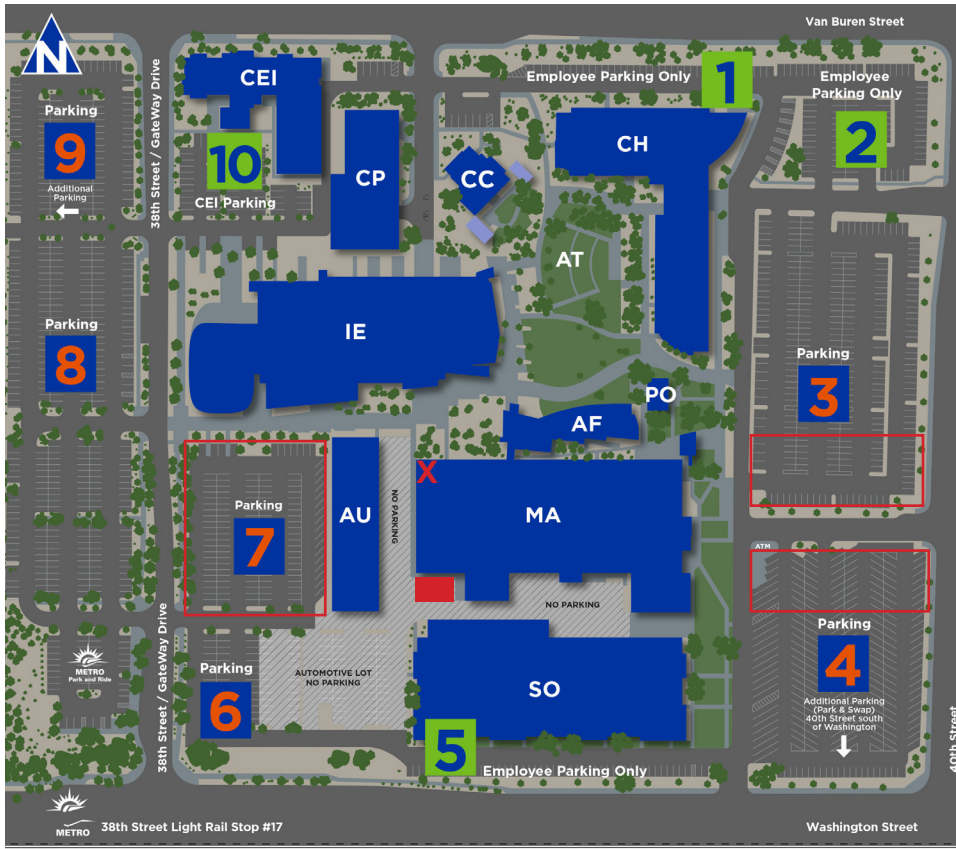 Van Buren Street
N
CEI
Employee Parking Only
1
Employee
Parking Only
Parking
9
Additional
Parking
38th Street / GateWay Drive
10
CEI Parking
CP
CC
CH
2
AT
Parking
8
IE
Parking
3
PO
AF
X
Parking
7
AU
NO PARKING
MA
ATM
NO PARKING
METRO
Park and Ride
38th Street / GateWay Drive
Parking
6
AUTOMOTIVE LOT
NO PARKING
SO
Parking
4
Additional Parking
(Park & Swap)
40th Street south
of Washington
40th Street
5
Employee Parking Only
METRO
38th Street Light Rail Stop #17
Washington Street